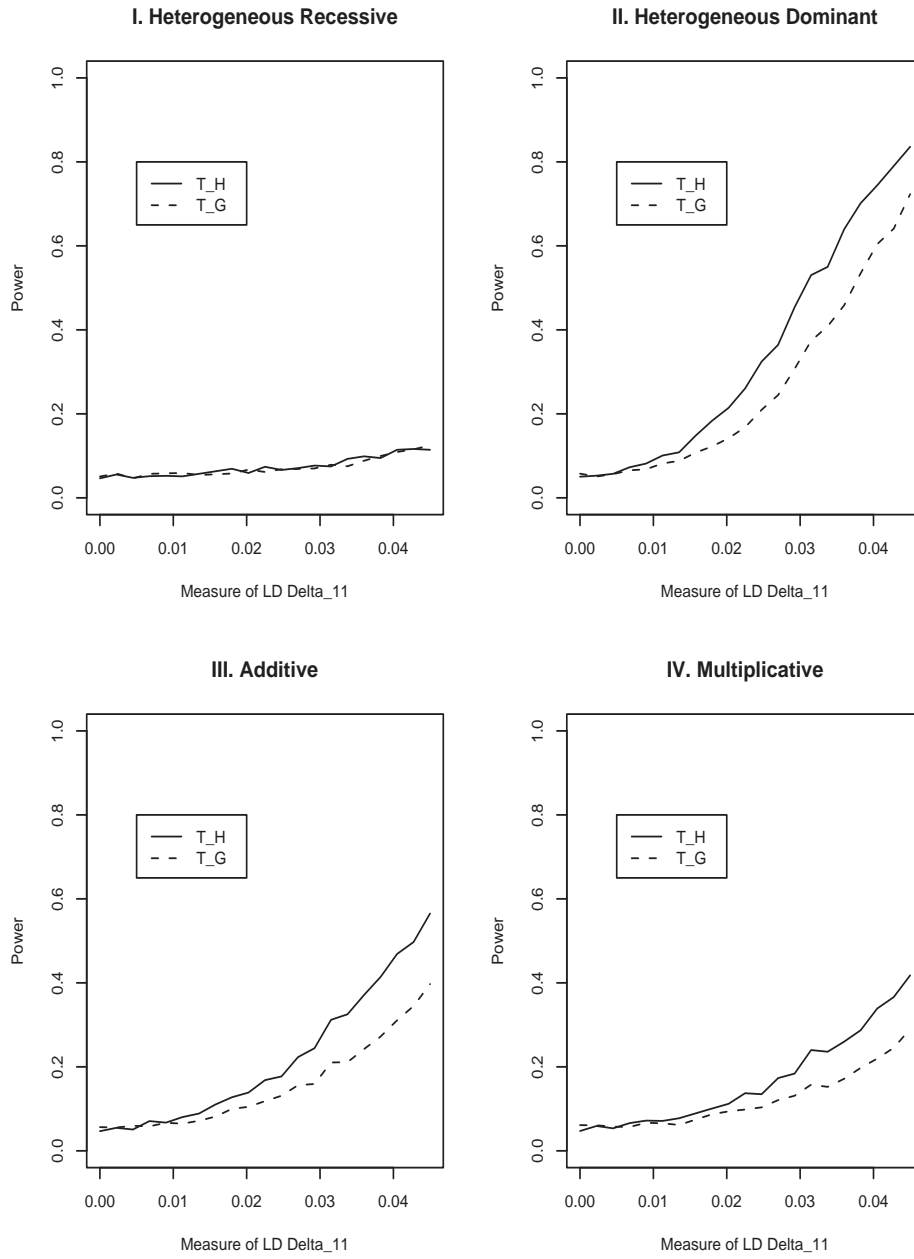 I. Heterogeneous Recessive
Power
1.0
0.8
0.6
0.4
0.2
0.0
T_H
T_G
0.00 0.01 0.02 0.03 0.04
Measure of LD Delta_11
II. Heterogeneous Dominant
Power
1.0
0.8
0.6
0.4
0.2
0.0
T_H
T_G
0.00 0.01 0.02 0.03 0.04
Measure of LD Delta_11
III. Additive
Power
1.0
0.8
0.6
0.4
0.2
0.0
T_H
T_G
0.00 0.01 0.02 0.03 0.04
Measure of LD Delta_11
IV. Multiplicative
Power
1.0
0.8
0.6
0.4
0.2
0.0
T_H
T_G
0.00 0.01 0.02 0.03 0.04
Measure of LD Delta_11